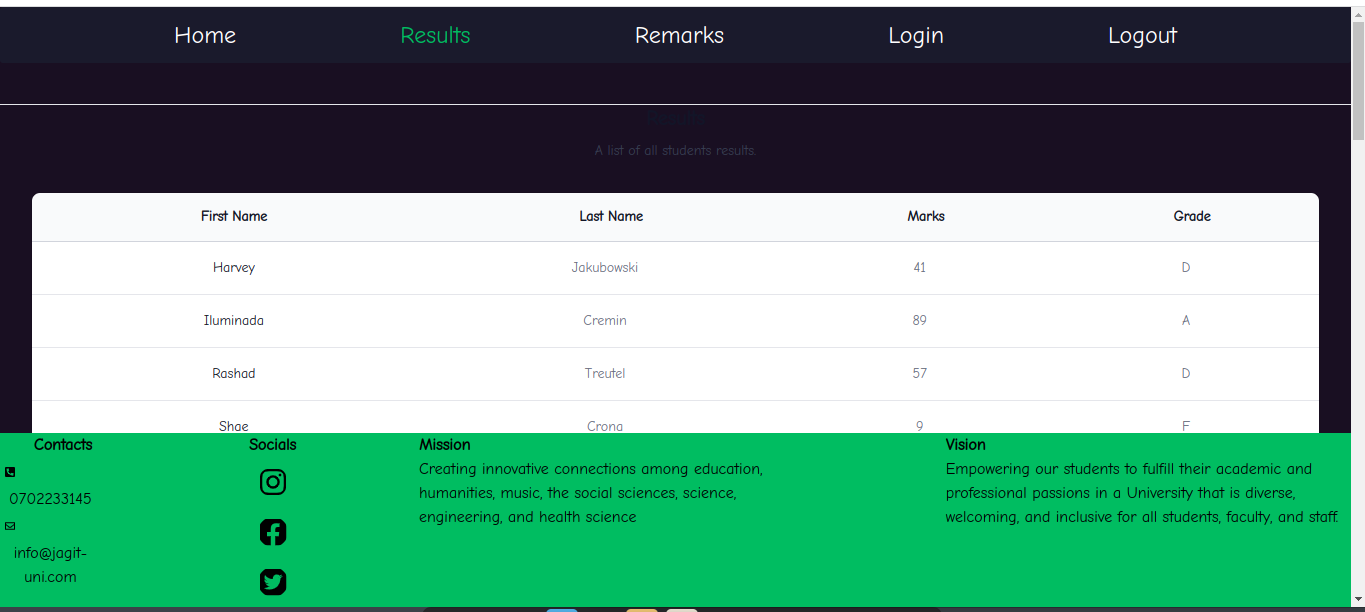 Home Results Remarks Login Logout
Results
A list of all students results.
First Name Last Name Marks Grade
Harvey Jakubowski 41 D
Iluminada Cremin 89 A
Rashad Treutel 57 D
Shae Crona 9 F
Contacts
0702233145
info@jagit-
uni.com
Socials
Mission
Creating innovative connections among education,
humanities, music, the social sciences, science,
engineering, and health science
Vision
Empowering our students to fulfill their academic and
professional passions in a University that is diverse,
welcoming, and inclusive for all students, faculty, and staff.